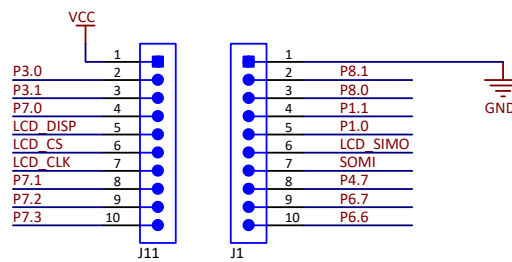 VCC
1 1
P3.0 2 2 P8.1
P3.1 3 3 P8.0
P7.0 4 4 P1.1
LCD_DISP 5 5 P1.0
LCD_CS 6 6 LCD_SIMO
LCD_CLK 7 7 SOMI
P7.1 8 8 P4.7
P7.2 9 9 P6.7
P7.3 10 10 P6.6
GND
J11 J1